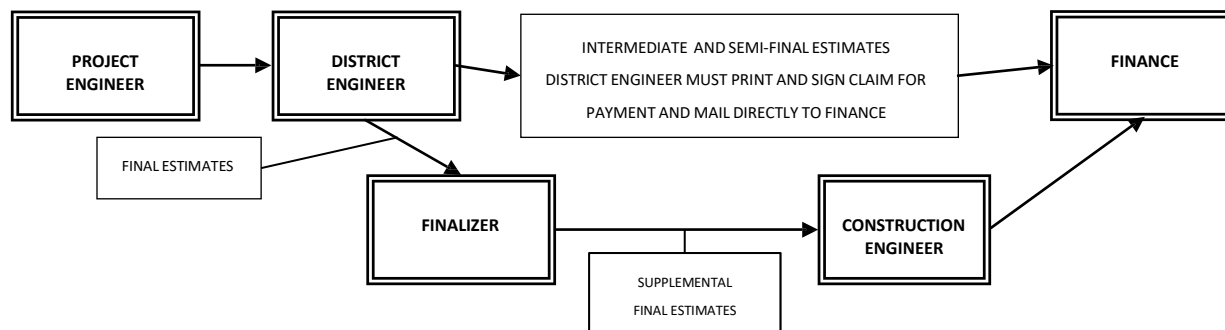 PROJECT
ENGINEER
DISTRICT
ENGINEER
INTERMEDIATE AND SEMI-FINAL ESTIMATES
DISTRICT ENGINEER MUST PRINT AND SIGN CLAIM FOR
PAYMENT AND MAIL DIRECTLY TO FINANCE
FINANCE
FINAL ESTIMATES
FINALIZER
CONSTRUCTION
ENGINEER
SUPPLEMENTAL
FINAL ESTIMATES